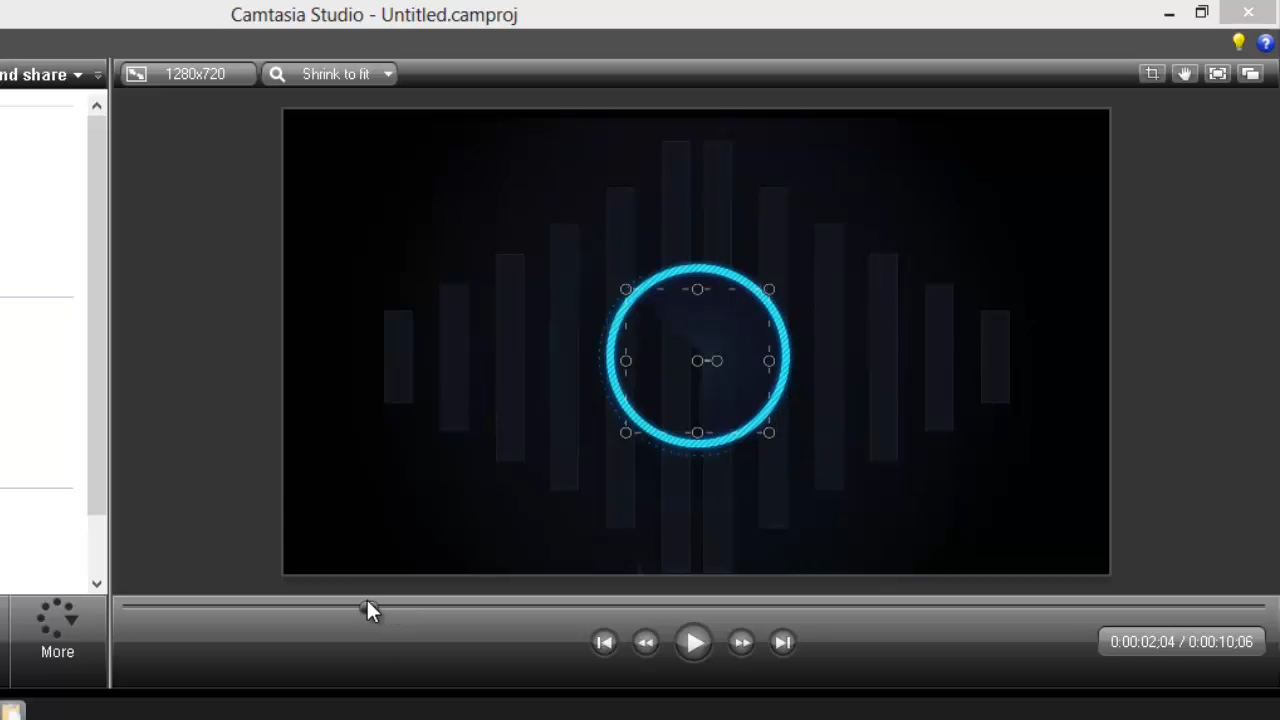 Camtasia Studio - Untitled.camproj
nd share
1280x720
Shrink to fit
More
0:00:02;04 / 0:00:10;06